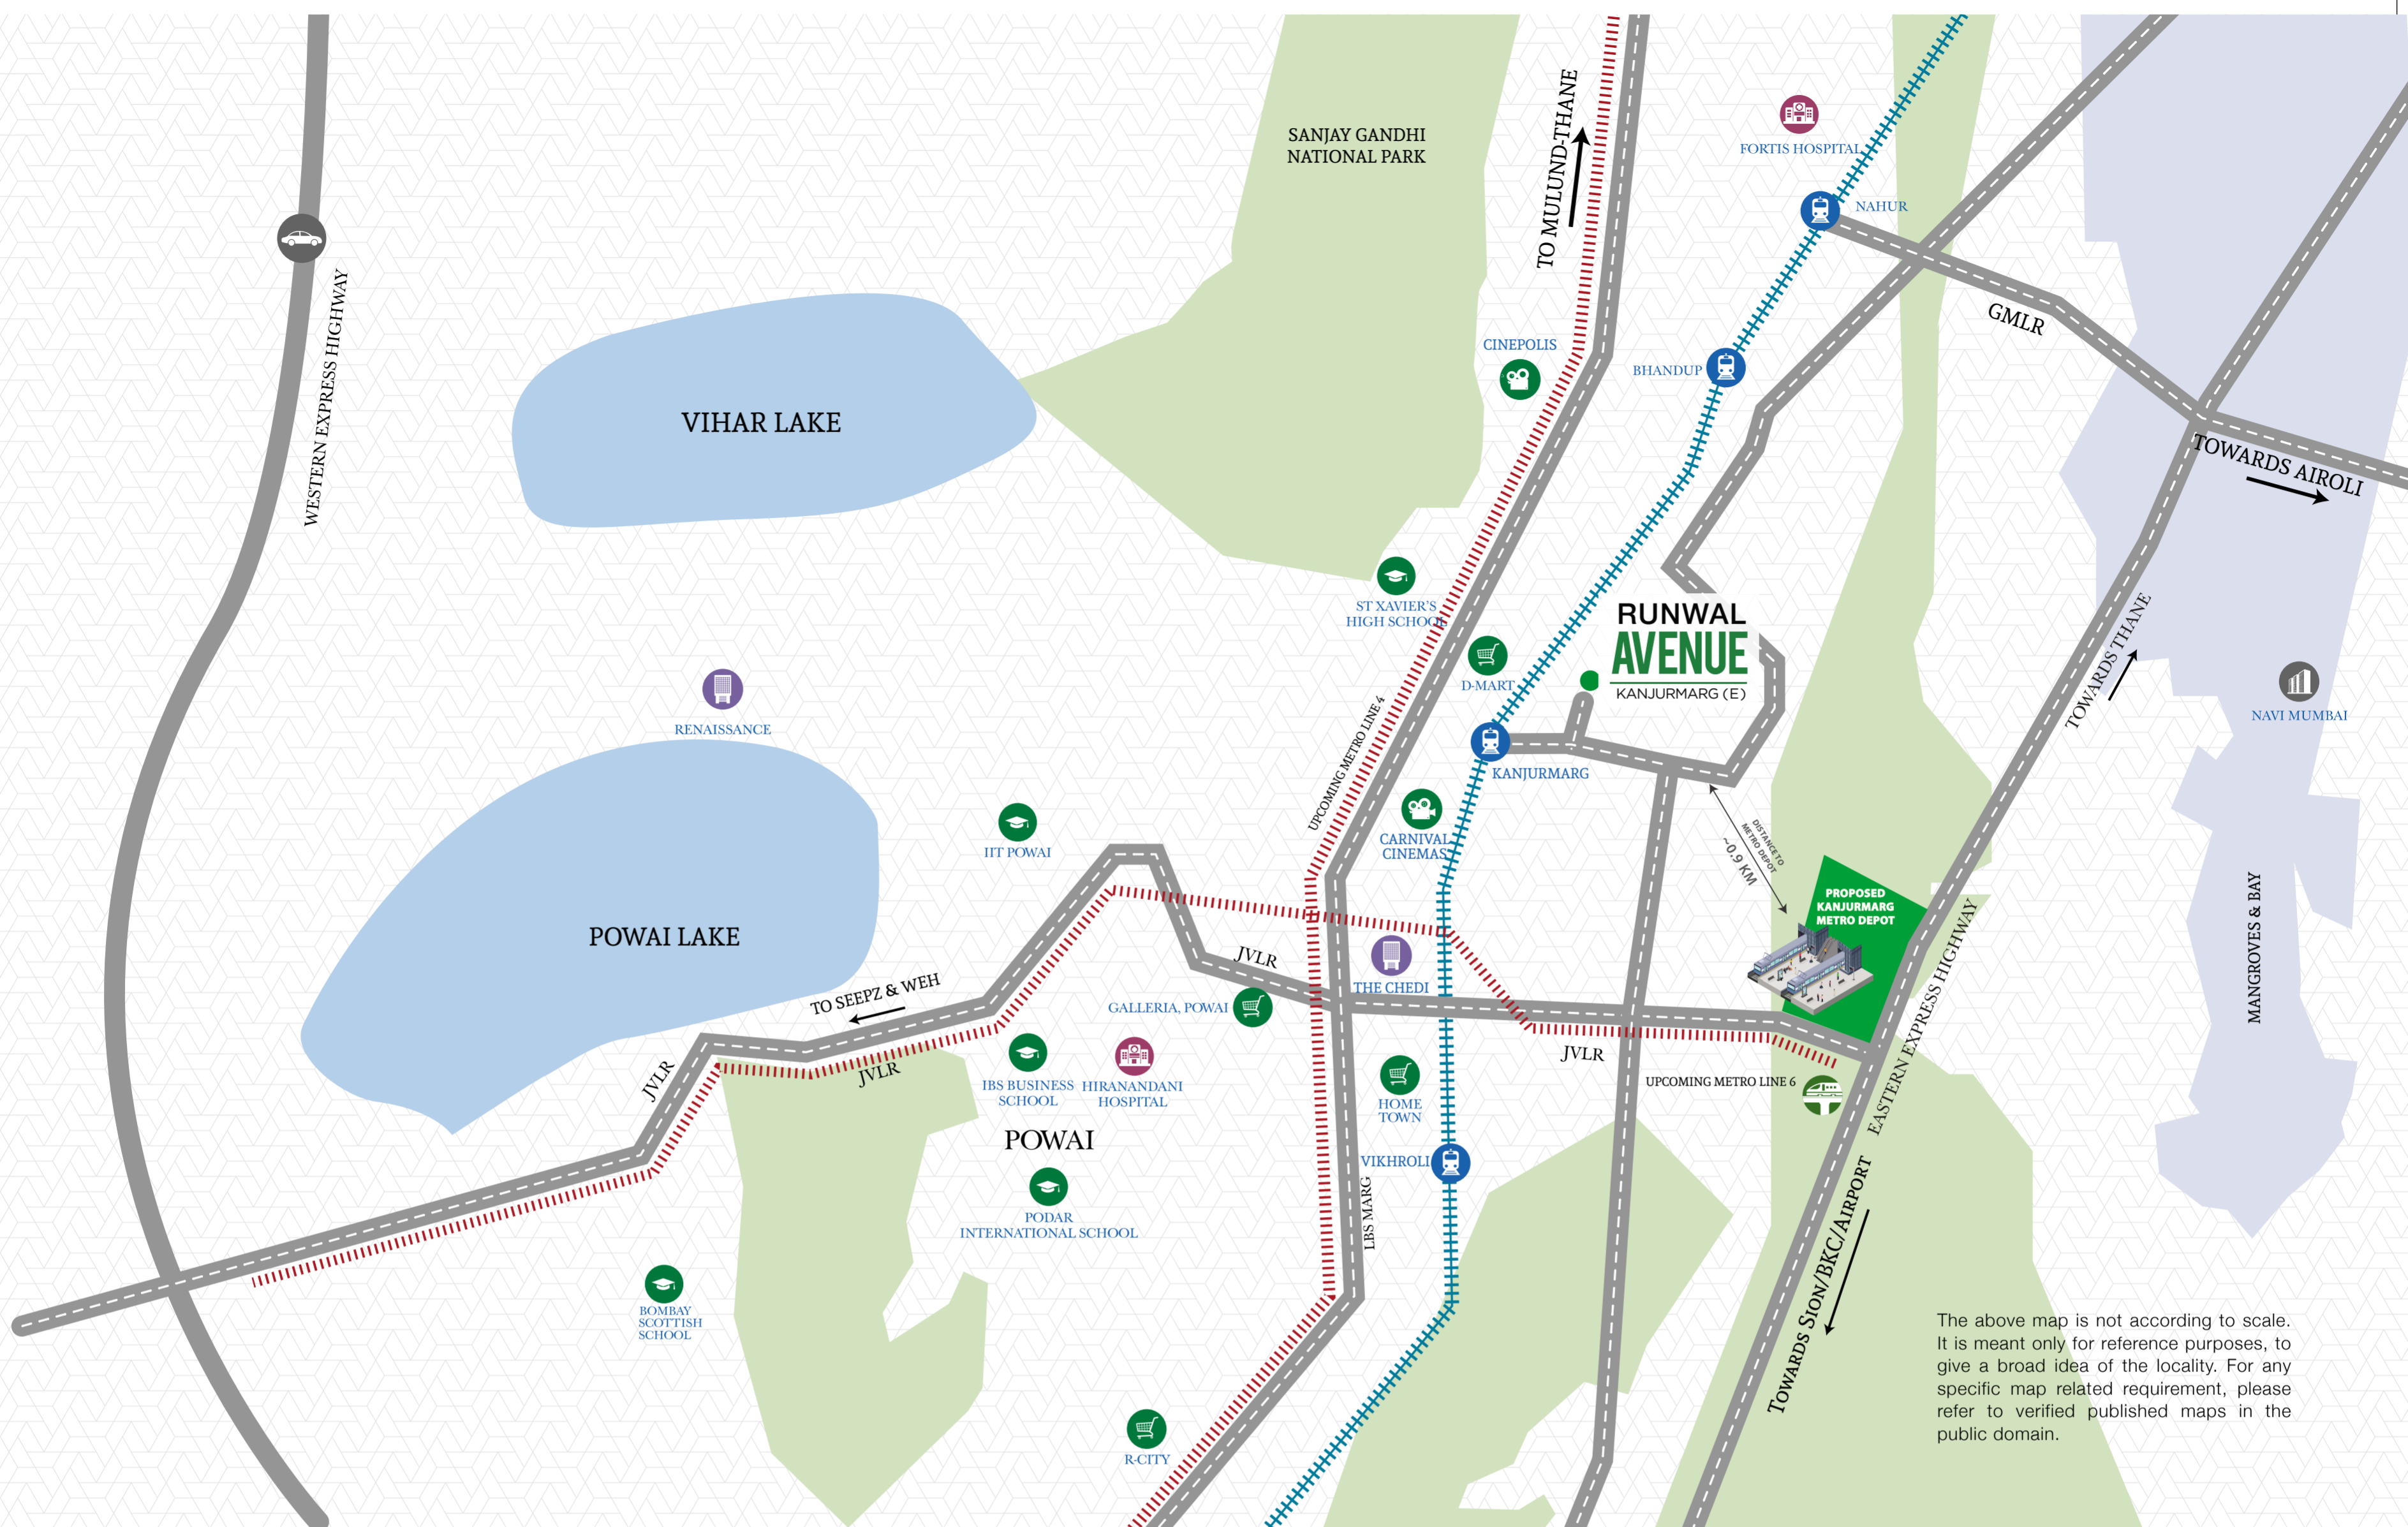 SANJAY GANDHI
NATIONAL PARK
TO MULUND-THANE
FORTIS HOSPITAL
NAHUR
WESTERN EXPRESS HIGHWAY
GMLR
CINEPOLIS
BHANDUP
VIHAR LAKE
TOWARDS AIROLI
ST XAVIER'S
HIGH SCHOOL
RUNWAL
AVENUE
KANJURMARG (E)
D-MART
TOWARDS THANE
NAVI MUMBAI
RENAISSANCE
UPCOMING METRO LINE 4
KANJURMARG
IIT POWAI
CARNIVAL
CINEMAS
DISTANCE TO
METRO DEPOT
~0.9 KM
PROPOSED
KANJURMARG
METRO DEPOT
POWAI LAKE
MANGROVES & BAY
JVLR
THE CHEDI
TO SEEPZ & WEH
GALLERIA, POWAI
EASTERN EXPRESS HIGHWAY
JVLR
JVLR
JVLR
UPCOMING METRO LINE 6
IBS BUSINESS
SCHOOL
HIRANANDANI
HOSPITAL
HOME
TOWN
POWAI
VIKHROLI
LBS MARG
PODAR
INTERNATIONAL SCHOOL
TOWARDS SION/BKC/AIRPORT
BOMBAY
SCOTTISH
SCHOOL
R-CITY
The above map is not according to scale.
It is meant only for reference purposes, to
give a broad idea of the locality. For any
specific map related requirement, please
refer to verified published maps in the
public domain.